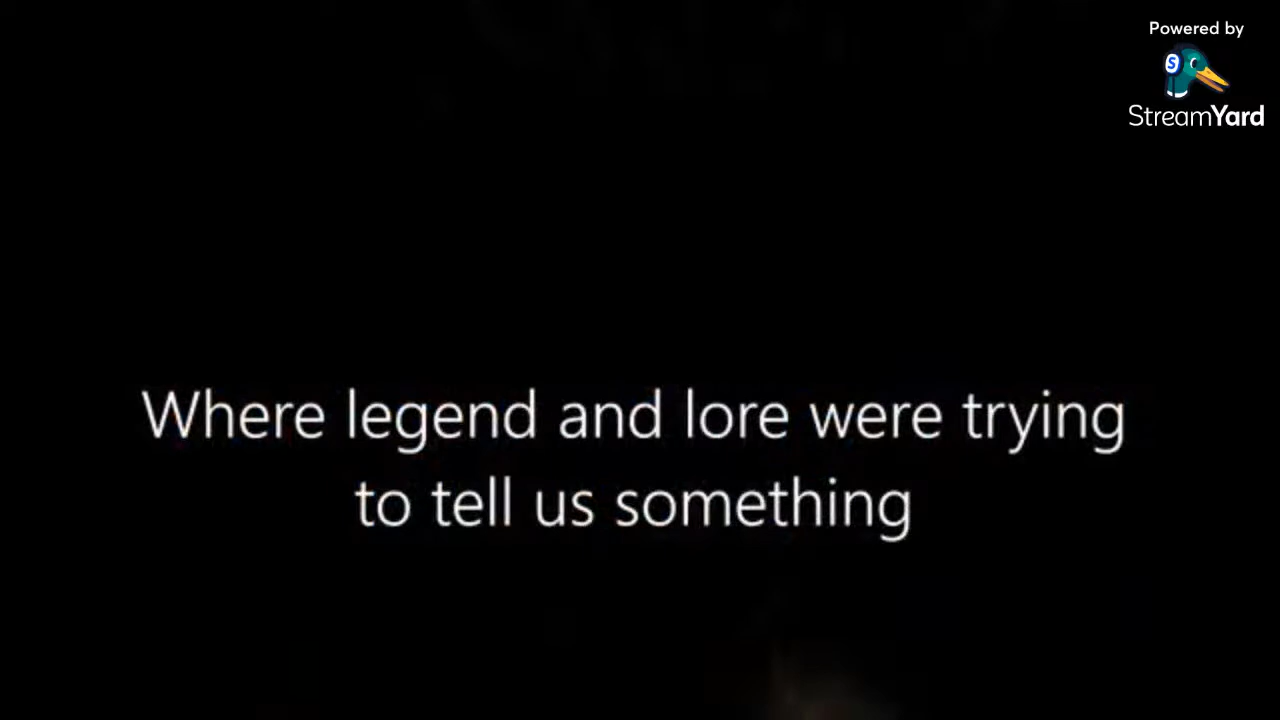 Powered by
S
StreamYard
Where legend and lore were trying
to tell us something